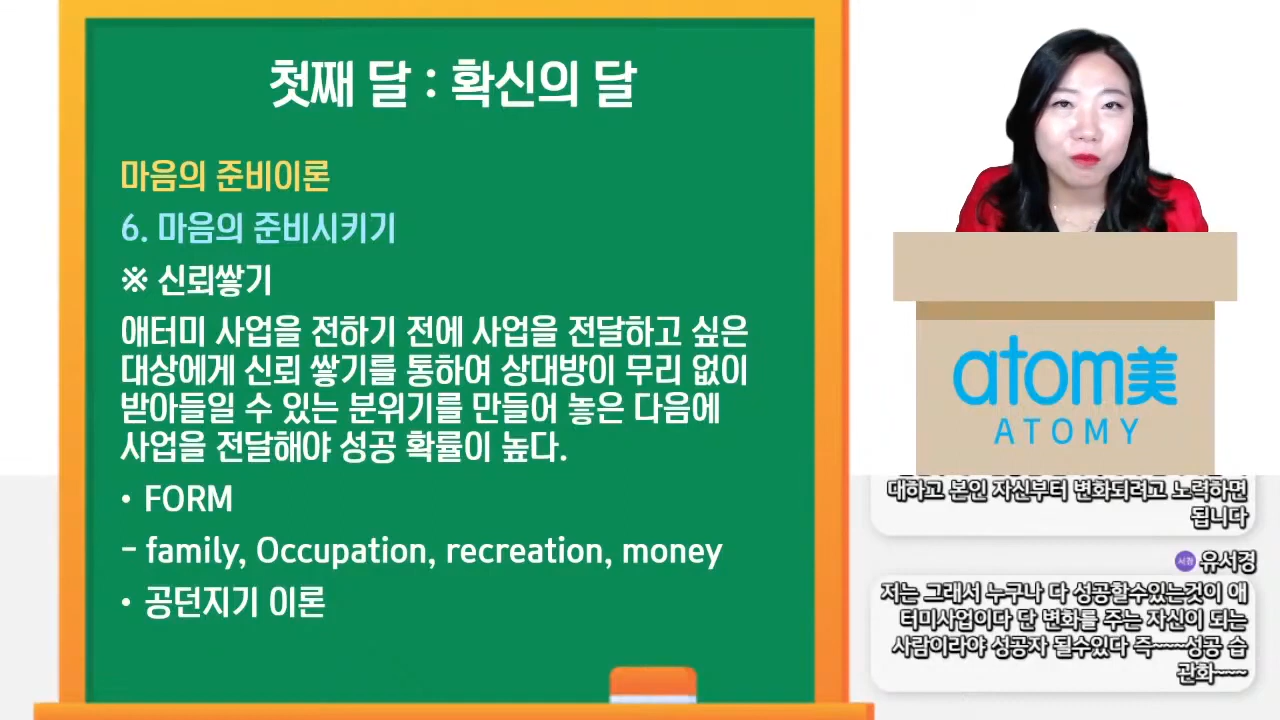 첫째 달 : 확신의 달
마음의 준비이론
6. 마음의 준비시키기
※ 신뢰쌓기
애터미 사업을 전하기 전에 사업을 전달하고 싶은
대상에게 신뢰 쌓기를 통하여 상대방이 무리 없이
받아들일 수 있는 분위기를 만들어 놓은 다음에
사업을 전달해야 성공 확률이 높다.
• FORM
- family, Occupation, recreation, money
• 공던지기 이론
atom美
ATOMY
대하고 본인 자신부터 변화되려고 노력하면
됩니다
서경 유서경
저는 그래서 누구나 다 성공할수있는것이 애
터미사업이다 단 변화를 주는 자신이 되는
사람이라야 성공자 될수있다 즉~~~성공 습
관화~~~